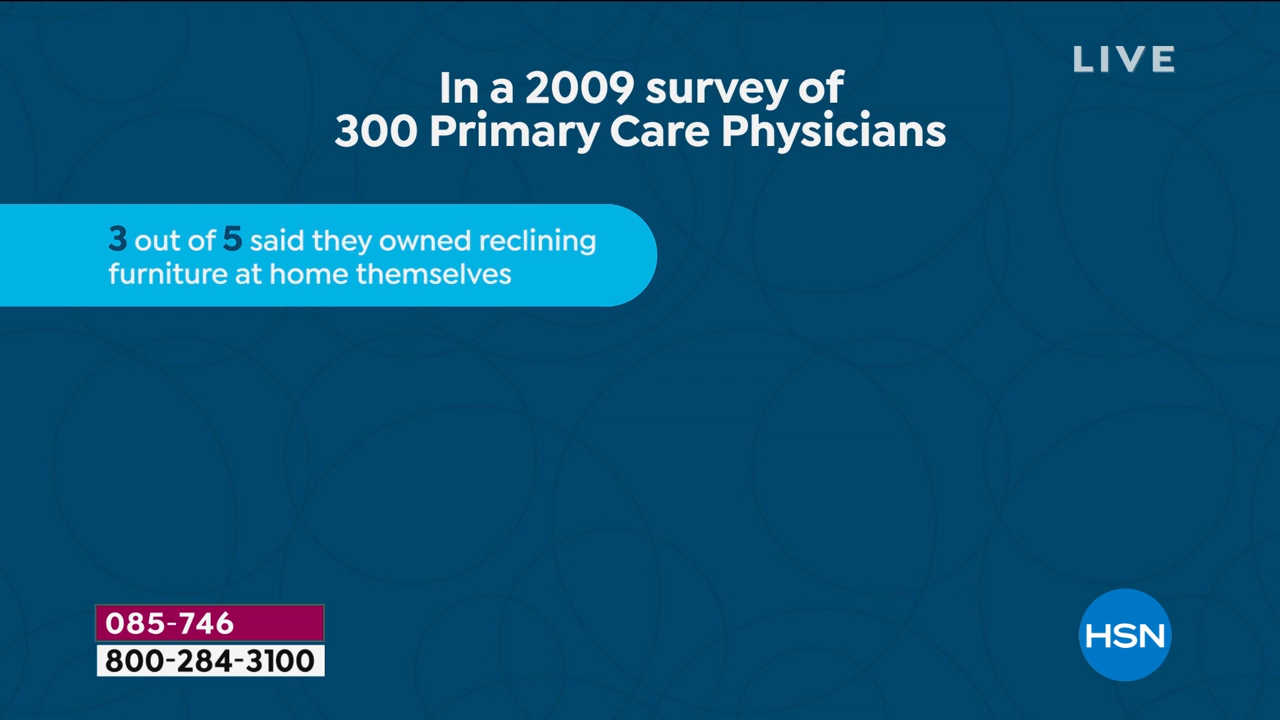 LIVE
In a 2009 survey of
300 Primary Care Physicians
3 out of 5 said they owned reclining
furniture at home themselves
085-746
800-284-3100
HSN